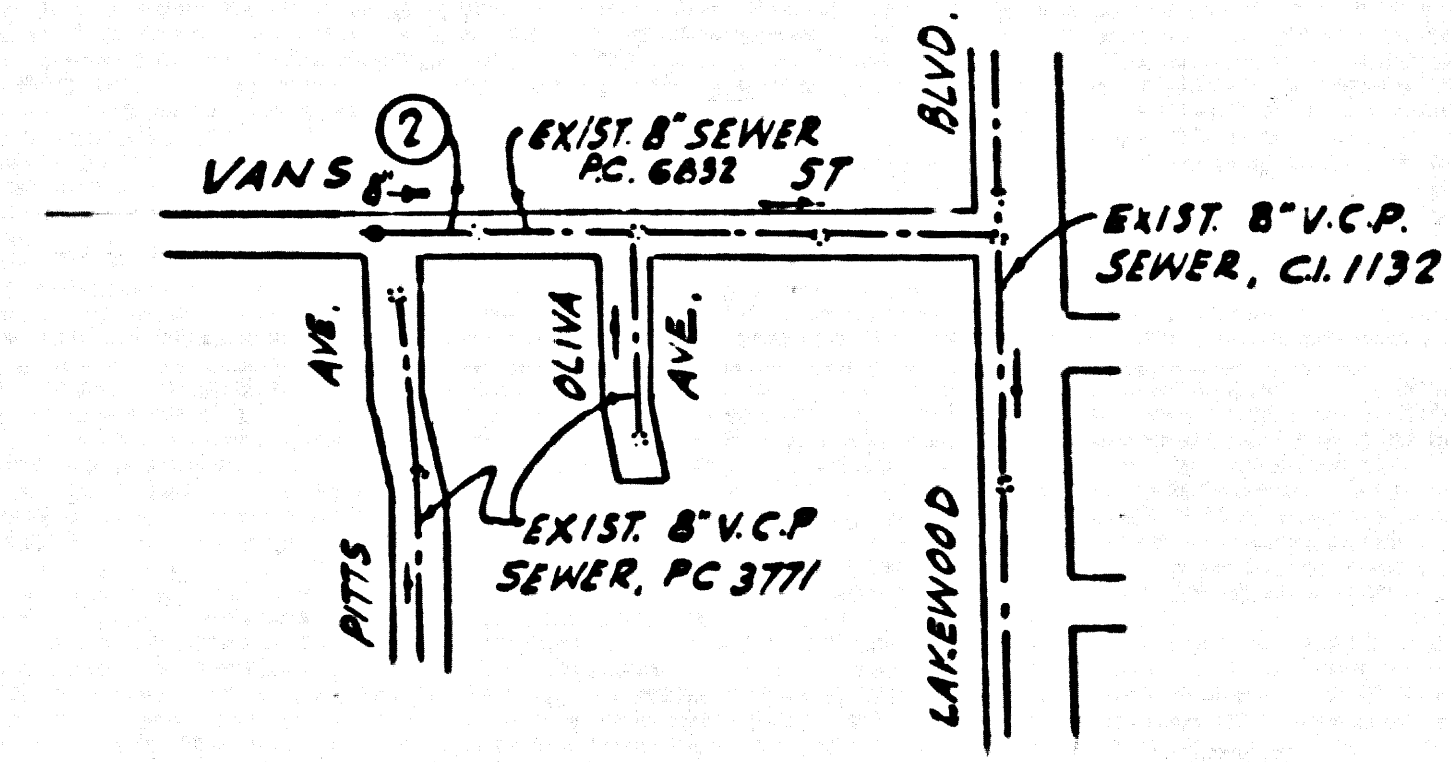 2
EXIST. 8" SEWER
P.C. 6832
VANS ST
8"
BLVD.
EXIST. 8" V.C.P.
SEWER, C.I. 1132
AVE.
OLIVA
AVE.
EXIST. 8" V.C.P
SEWER, PC 3771
PITTS
LAKEWOOD